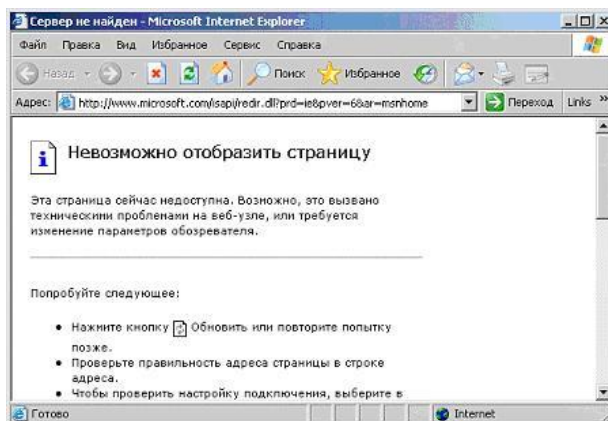 Сервер не найден - Microsoft Internet Explorer
Файл Правка Вид Избранное Сервис Справка
Назад Поиск Избранное
Адрес: http://www.microsoft.com/isapi/redir.dll?prd=ie&pver=6&ar=msnhome Переход Links »
Невозможно отобразить страницу
Эта страница сейчас недоступна. Возможно, это вызвано
техническими проблемами на веб-узле, или требуется
изменение параметров обозревателя.
Попробуйте следующее:
• Нажмите кнопку Обновить или повторите попытку
позже.
• Проверьте правильность адреса страницы в строке
адреса.
• Чтобы проверить настройку подключения, выберите в
Готово Internet